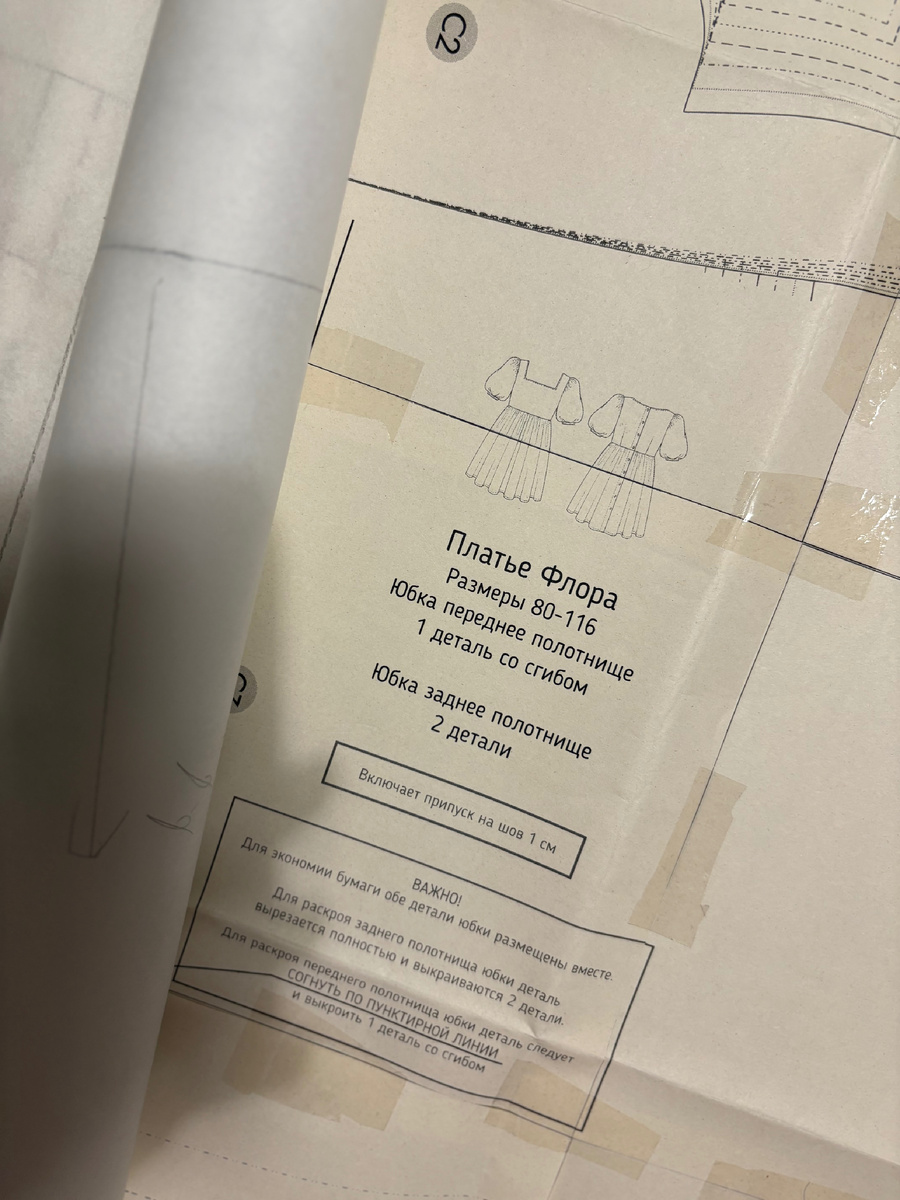 C2
Платье Флора
Размеры 80-116
Юбка переднее полотнище
1 деталь со сгибом
Юбка заднее полотнище
2 детали
C2
Включает припуск на шов 1 см
ВАЖНО!
Для экономии бумаги обе детали юбки размещены вместе.
Для раскроя заднего полотнища юбки деталь
вырезается полностью и выкраиваются 2 детали.
Для раскроя переднего полотнища юбки деталь следует
СОГНУТЬ ПО ПУНКТИРНОЙ ЛИНИИ
и выкроить 1 деталь со сгибом